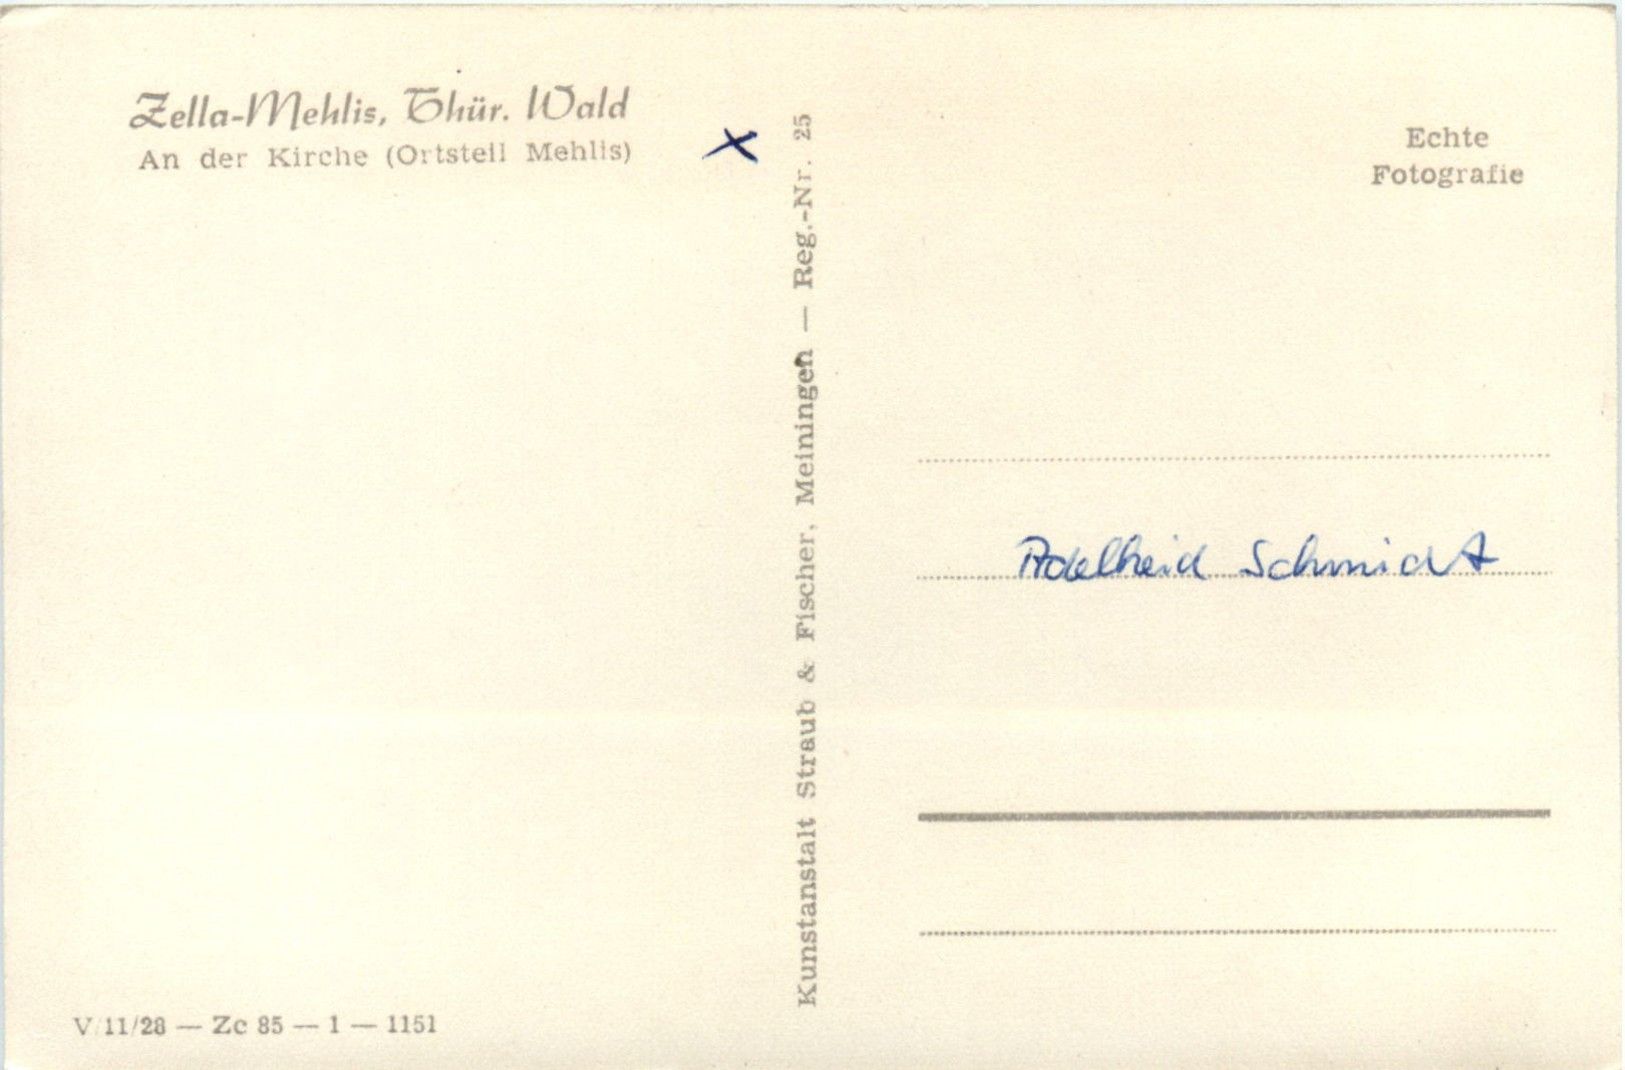 Zella-Mehlis, Thür. Wald
An der Kirche (Ortsteil Mehlis)
X
Kunstanstalt Straub & Fischer, Meiningen — Reg.-Nr. 25
Echte
Fotografie
Adelheid Schmidt
V/11/28 — Zc 85 — 1 — 1151